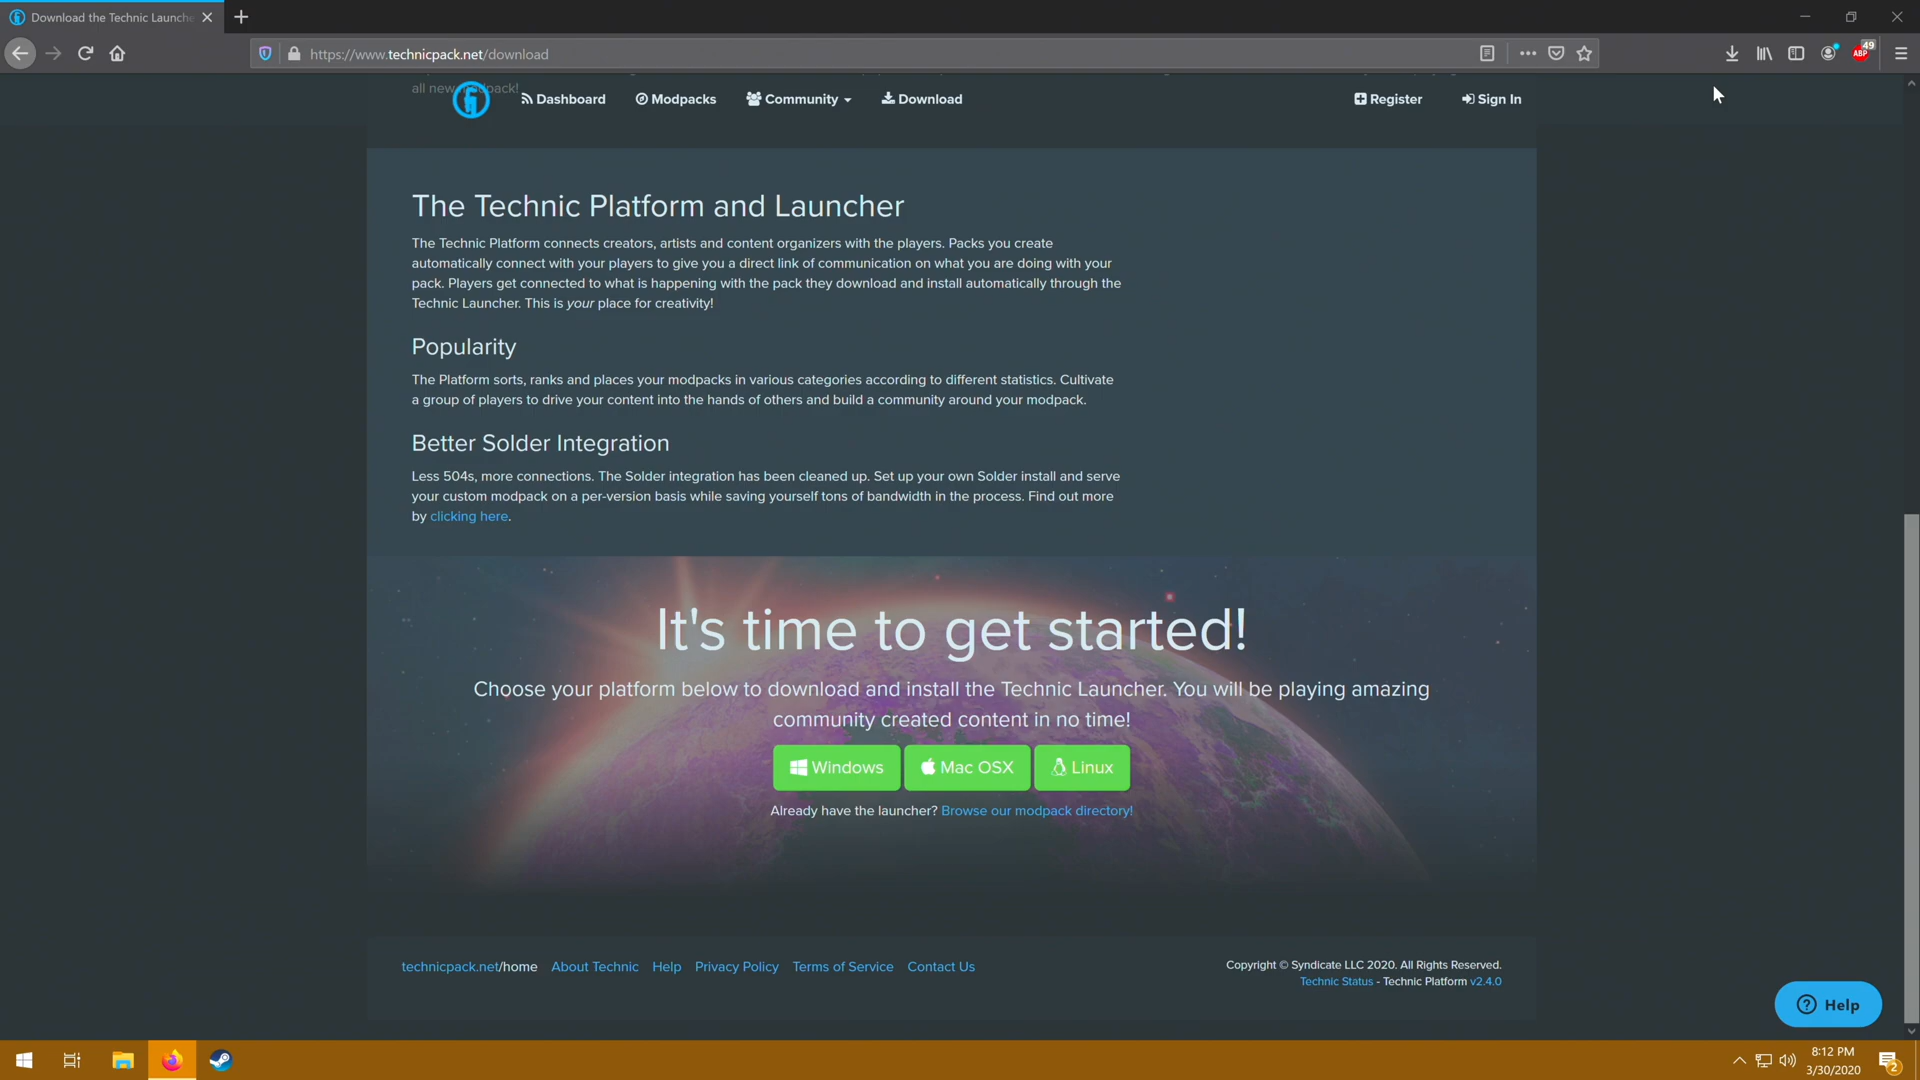 Download the Technic Launche
https://www.technicpack.net/download
ABP
49
all new modpack!
Dashboard
Modpacks
Community
Download
Register
Sign In
The Technic Platform and Launcher
The Technic Platform connects creators, artists and content organizers with the players. Packs you create
automatically connect with your players to give you a direct link of communication on what you are doing with your
pack. Players get connected to what is happening with the pack they download and install automatically through the
Technic Launcher. This is your place for creativity!
Popularity
The Platform sorts, ranks and places your modpacks in various categories according to different statistics. Cultivate
a group of players to drive your content into the hands of others and build a community around your modpack.
Better Solder Integration
Less 504s, more connections. The Solder integration has been cleaned up. Set up your own Solder install and serve
your custom modpack on a per-version basis while saving yourself tons of bandwidth in the process. Find out more
by clicking here.
It's time to get started!
Choose your platform below to download and install the Technic Launcher. You will be playing amazing
community created content in no time!
Windows
Mac OSX
Linux
Already have the launcher? Browse our modpack directory!
technicpack.net/home About Technic Help Privacy Policy Terms of Service Contact Us
Copyright © Syndicate LLC 2020. All Rights Reserved.
Technic Status - Technic Platform v2.4.0
Help
8:12 PM
3/30/2020
2